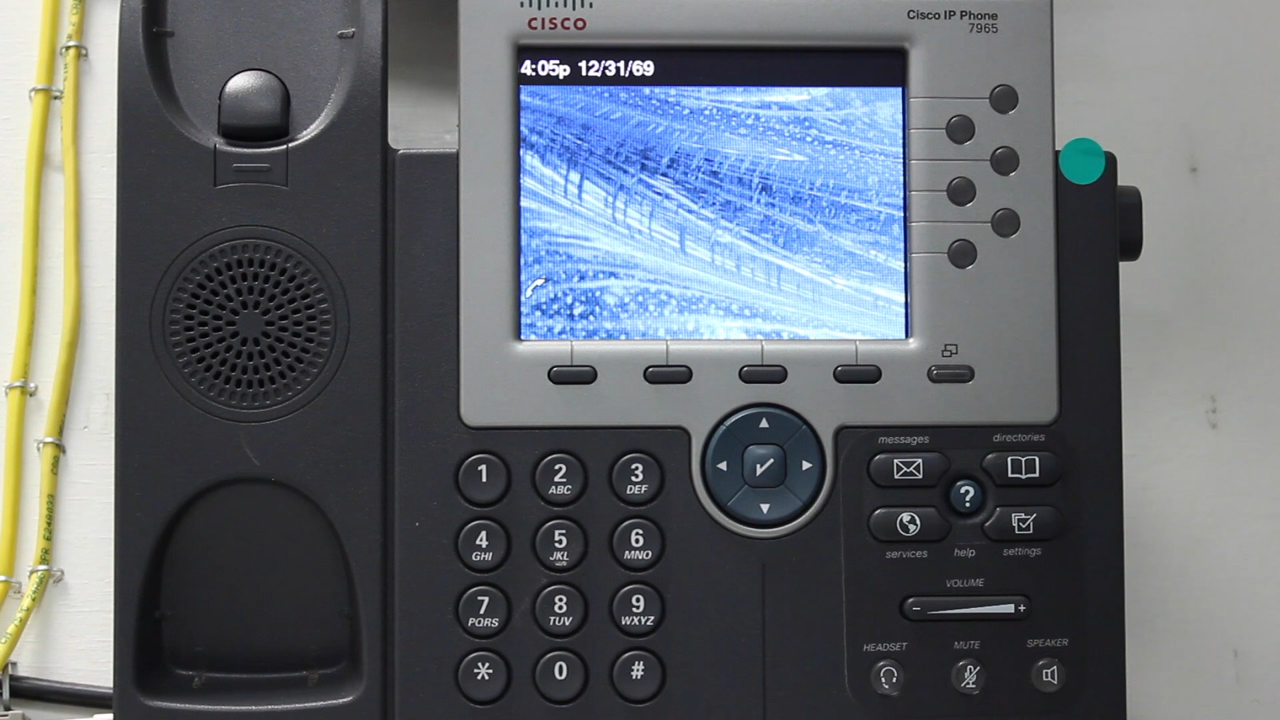 CISCO
Cisco IP Phone
7965
4:05p 12/31/69
messages
directories
?
services
help
settings
VOLUME
- +
HEADSET
MUTE
SPEAKER
1
2
ABC
3
DEF
4
GHI
5
JKL
6
MNO
7
PQRS
8
TUV
9
WXYZ
*
0
#